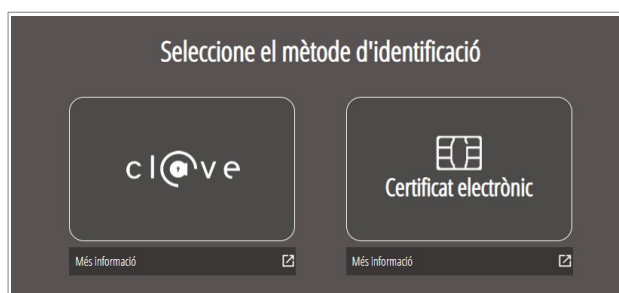 Seleccione el mètode d'identificació
cl@ve
Certificat electrònic
Més informació
Més informació